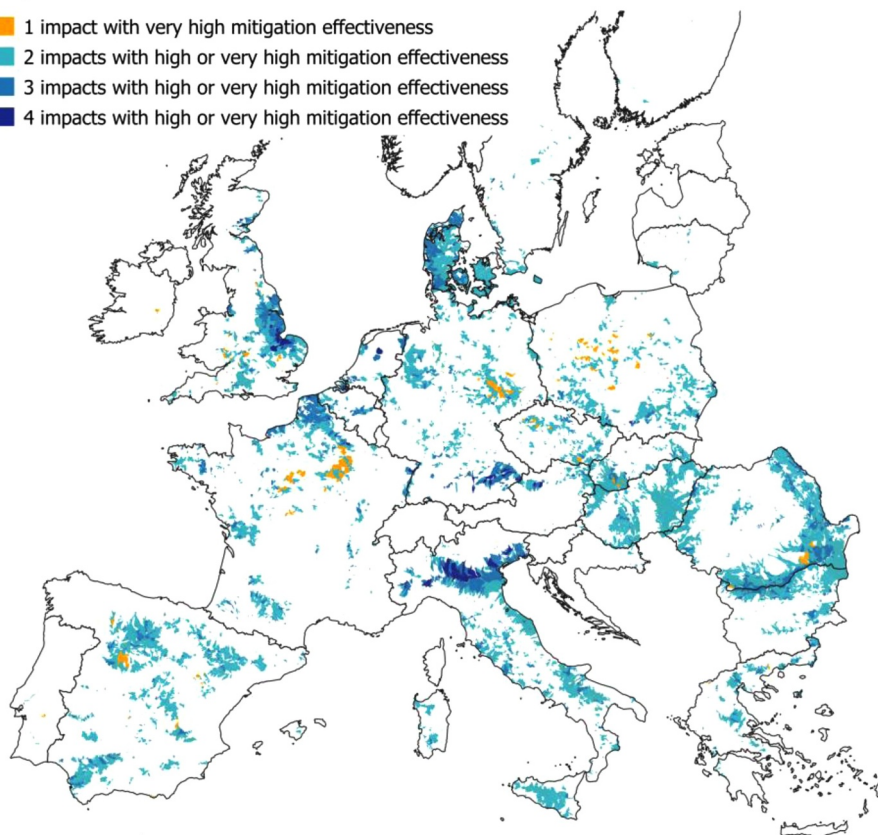 1 impact with very high mitigation effectiveness
2 impacts with high or very high mitigation effectiveness
3 impacts with high or very high mitigation effectiveness
4 impacts with high or very high mitigation effectiveness